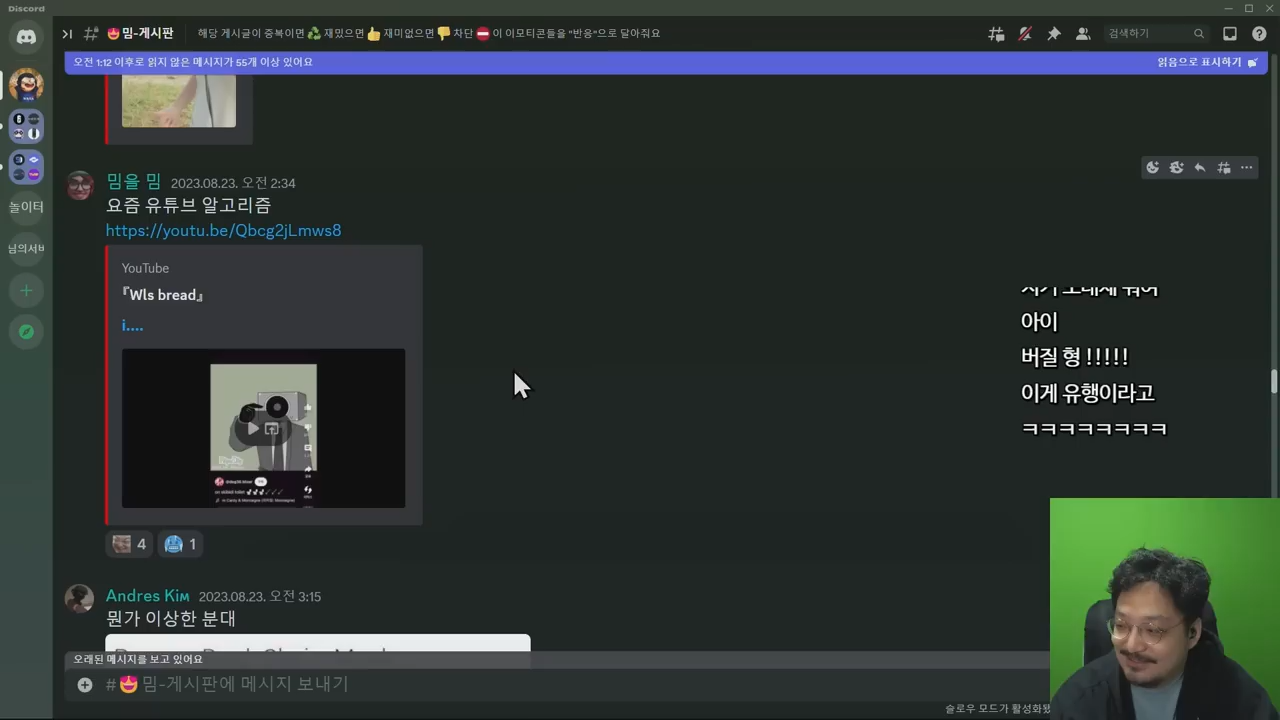 Discord
밈-게시판
해당 게시글이 중복이면 ♻️ 재밌으면 👍 재미없으면 👎 차단 ⛔ 이 이모티콘들을 "반응"으로 달아줘요
검색하기
오전 1:12 이후로 읽지 않은 메시지가 55개 이상 있어요
읽음으로 표시하기
밈을 밈 2023.08.23. 오전 2:34
요즘 유튜브 알고리즘
https://youtu.be/Qbcg2jLmws8
놀이터
님의서버
YouTube
『Wls bread』
i....
아이
버질 형 !!!!!
이게 유행이라고
ㅋㅋㅋㅋㅋㅋㅋㅋ
4
1
Andres Kim 2023.08.23. 오전 3:15
뭔가 이상한 분대
오래된 메시지를 보고 있어요
#😍밈-게시판에 메시지 보내기
슬로우 모드가 활성화됐